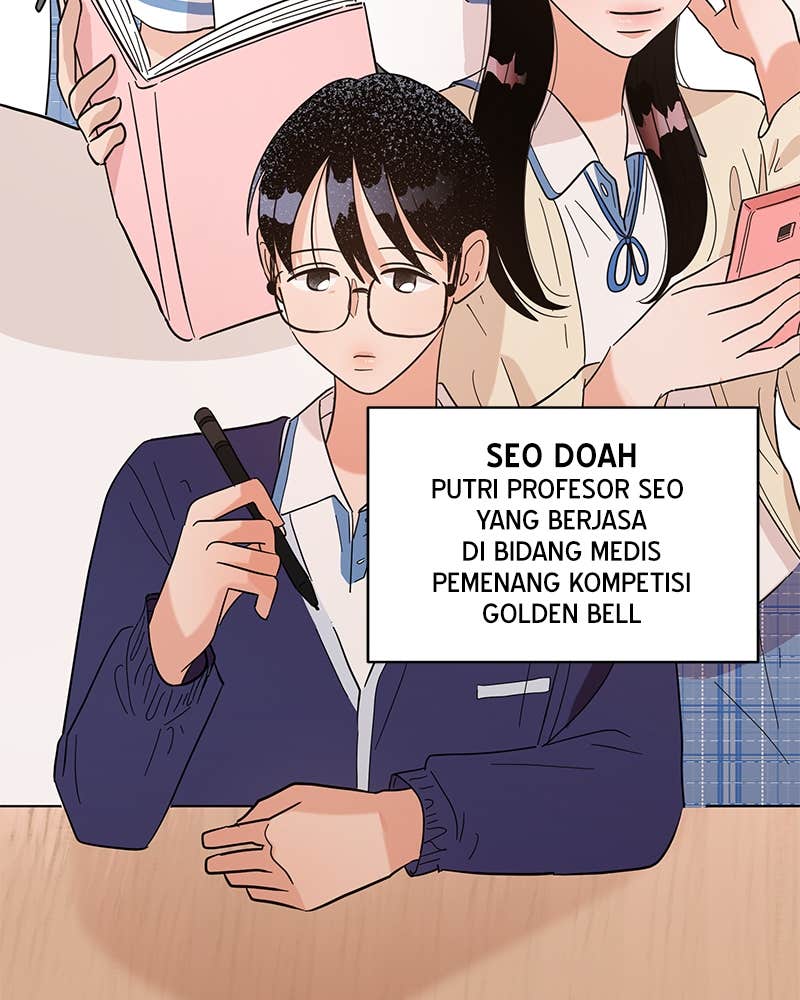 SEO DOAH
PUTRI PROFESOR SEO
YANG BERJASA
DI BIDANG MEDIS
PEMENANG KOMPETISI
GOLDEN BELL